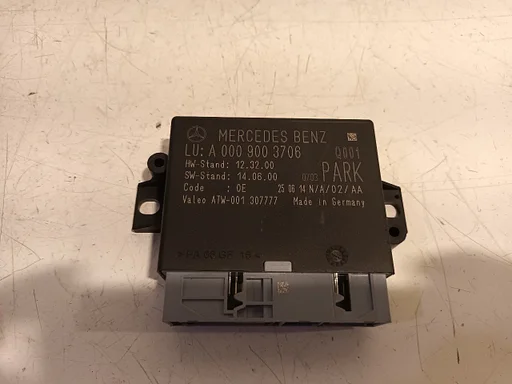 MERCEDES BENZ
LU: A 000 900 3706 Q001
HW-Stand: 12.32.00
SW-Stand: 14.06.00 0703 PARK
Code : 0E 25 06 14 N/A/02/AA
Valeo ATW-001 307777 Made in Germany